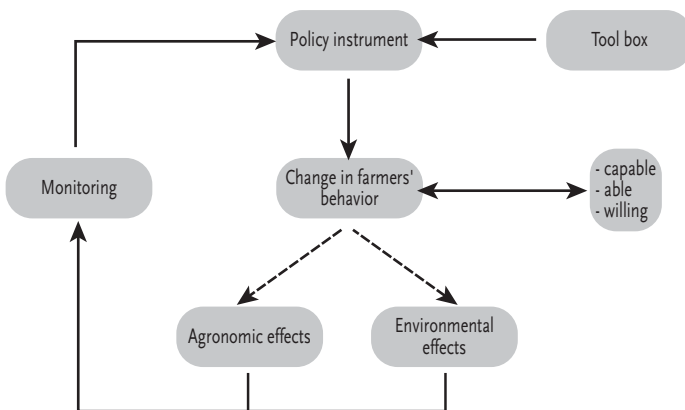 Policy instrument
Tool box
Monitoring
Change in farmers'
behavior
- capable
- able
- willing
Agronomic effects
Environmental
effects